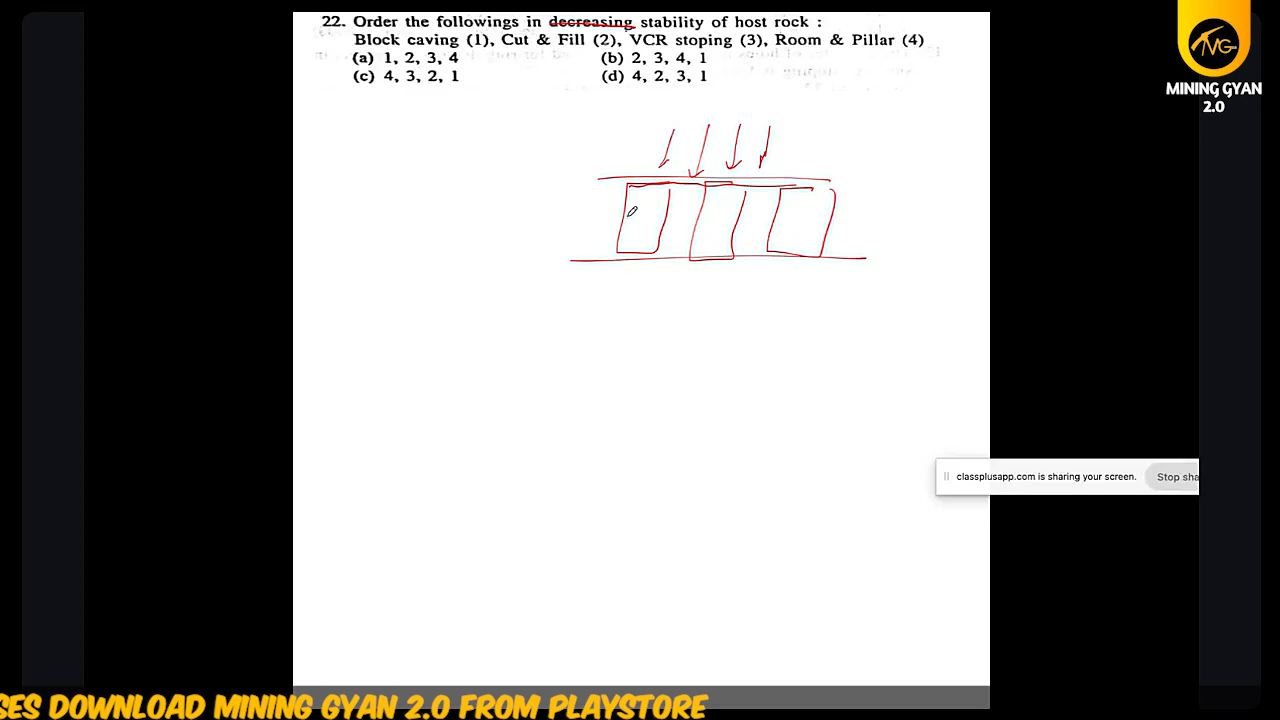 22. Order the followings in decreasing stability of host rock :
Block caving (1), Cut & Fill (2), VCR stoping (3), Room & Pillar (4)
(a) 1, 2, 3, 4 (b) 2, 3, 4, 1
(c) 4, 3, 2, 1 (d) 4, 2, 3, 1
TVG
MINING GYAN
2.0
classplusapp.com is sharing your screen. Stop sha
SES DOWNLOAD MINING GYAN 2.0 FROM PLAYSTORE